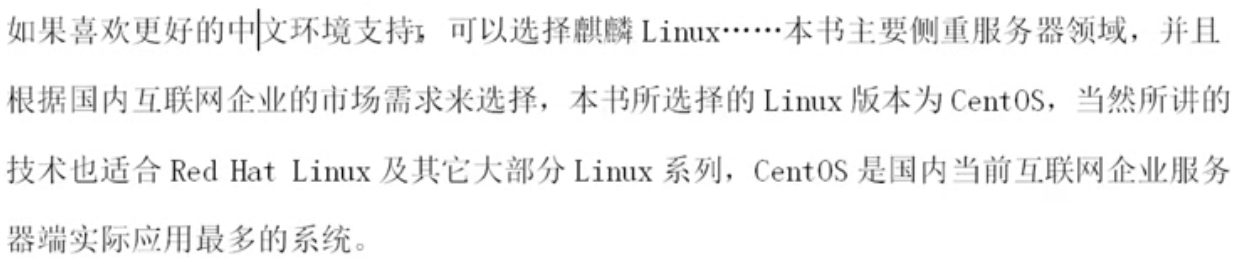 如果喜欢更好的中文环境支持，可以选择麒麟 Linux……本书主要侧重服务器领域，并且
根据国内互联网企业的市场需求来选择，本书所选择的 Linux 版本为 CentOS，当然所讲的
技术也适合 Red Hat Linux 及其它大部分 Linux 系列，CentOS 是国内当前互联网企业服务
器端实际应用最多的系统。